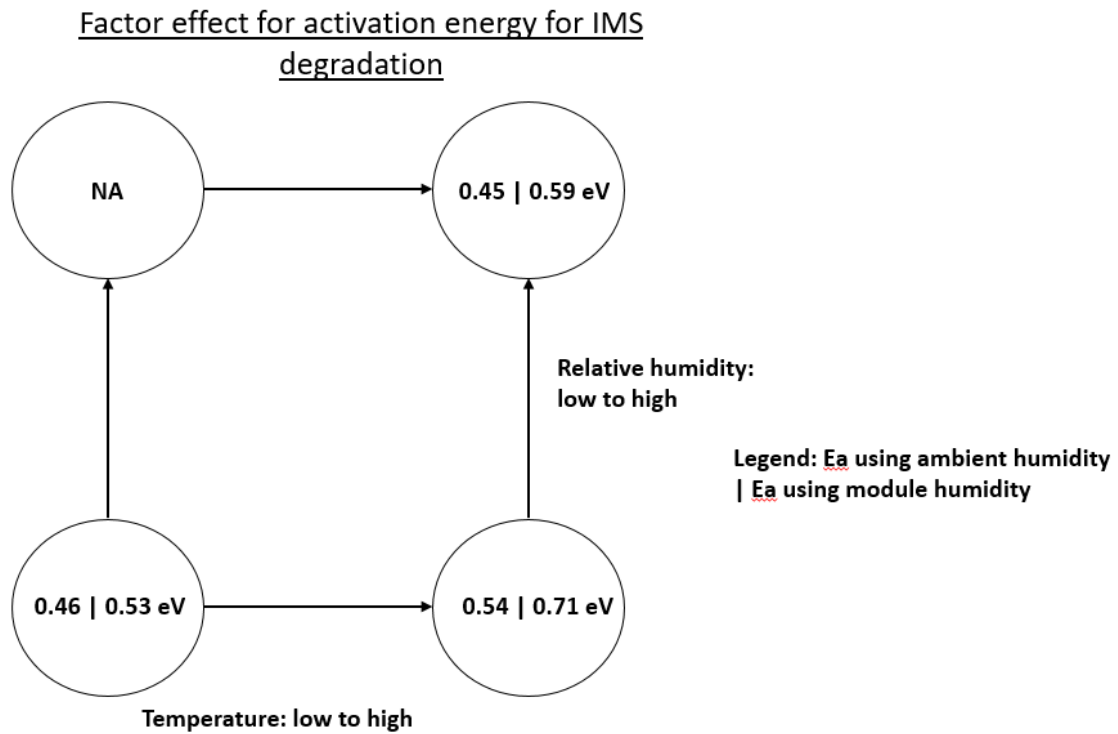 Factor effect for activation energy for IMS
degradation
NA
0.45 | 0.59 eV
Relative humidity:
low to high
Legend: Ea using ambient humidity
| Ea using module humidity
0.46 | 0.53 eV
0.54 | 0.71 eV
Temperature: low to high